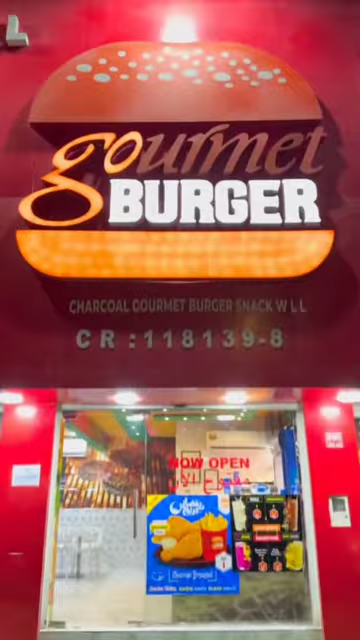 gourmet
BURGER
CHARCOAL GOURMET BURGER SNACK W L L
CR : 118139-8
NOW OPEN